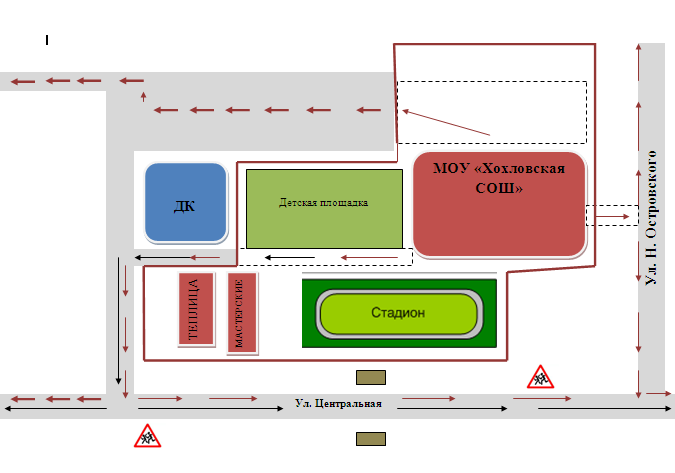 МОУ «Хохловская
СОШ»
ДК
Детская площадка
Ул. Н. Островского
ТЕПЛИЦА
МАСТЕРСКИЕ
Стадион
Ул. Центральная